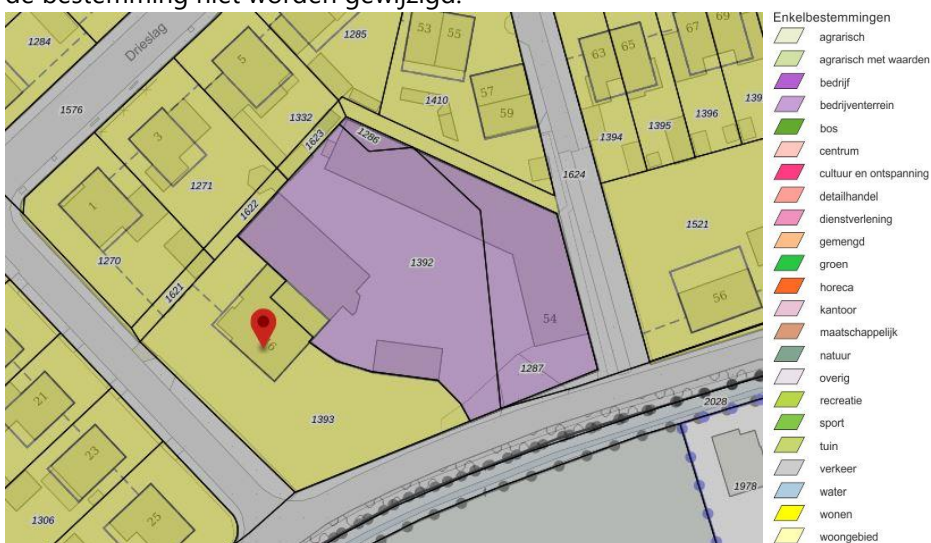 de bestemming niet worden gewijzigd.
Enkelbestemmingen
agrarisch
agrarisch met waarden
bedrijf
bedrijventerrein
bos
centrum
cultuur en ontspanning
detailhandel
dienstverlening
gemengd
groen
horeca
kantoor
maatschappelijk
natuur
overig
recreatie
sport
tuin
verkeer
water
wonen
woongebied
1284
Drieslag
5
1285
53 55
63 65
67 69
1576
1332
1410
57
59
1394
1395
1396
139
3
1623
1286
1271
1624
1
1622
1521
1270
1392
1621
54
56
6
1287
21
1393
2028
23
1978
1306
25